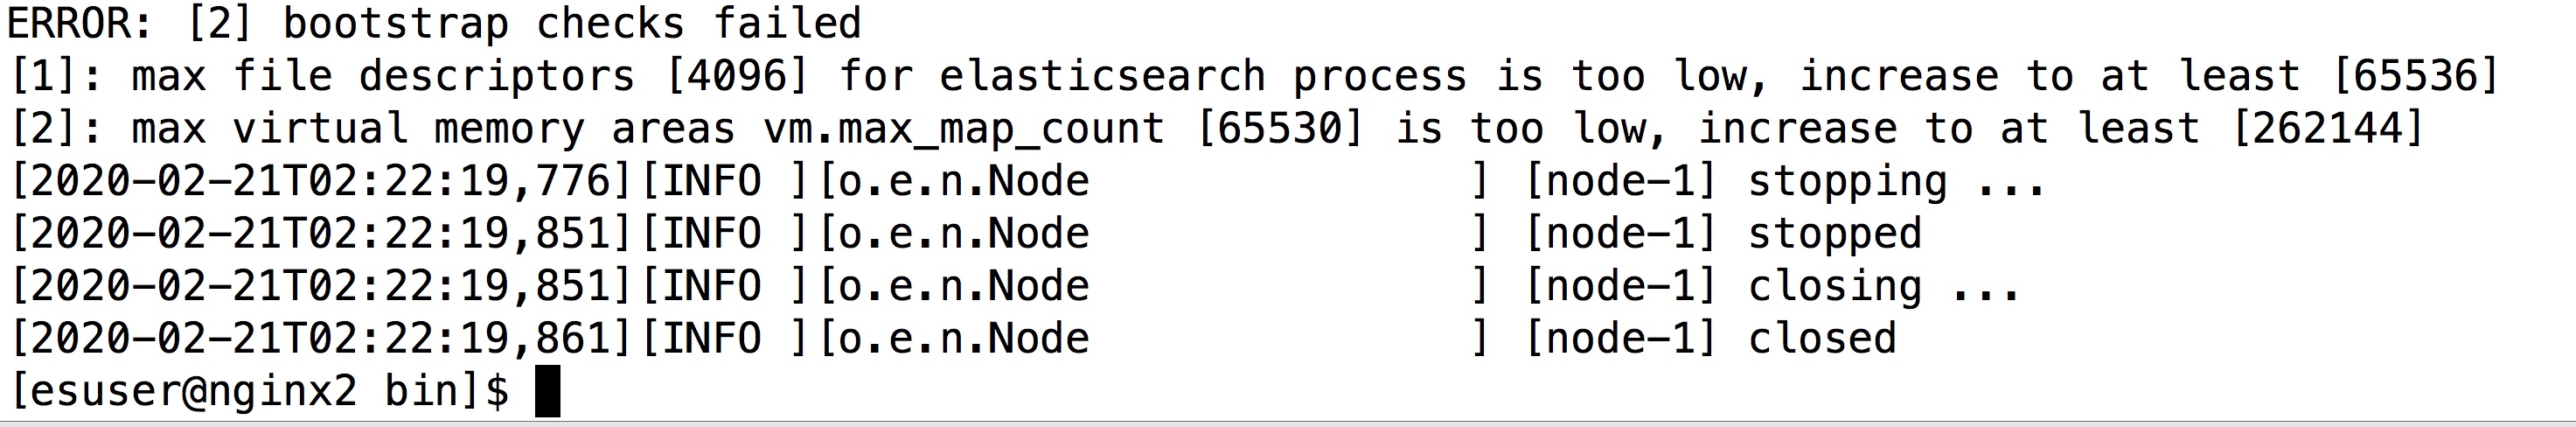 ERROR: [2] bootstrap checks failed
[1]: max file descriptors [4096] for elasticsearch process is too low, increase to at least [65536]
[2]: max virtual memory areas vm.max_map_count [65530] is too low, increase to at least [262144]
[2020-02-21T02:22:19,776][INFO ][o.e.n.Node               ] [node-1] stopping ...
[2020-02-21T02:22:19,851][INFO ][o.e.n.Node               ] [node-1] stopped
[2020-02-21T02:22:19,851][INFO ][o.e.n.Node               ] [node-1] closing ...
[2020-02-21T02:22:19,861][INFO ][o.e.n.Node               ] [node-1] closed
[esuser@nginx2 bin]$